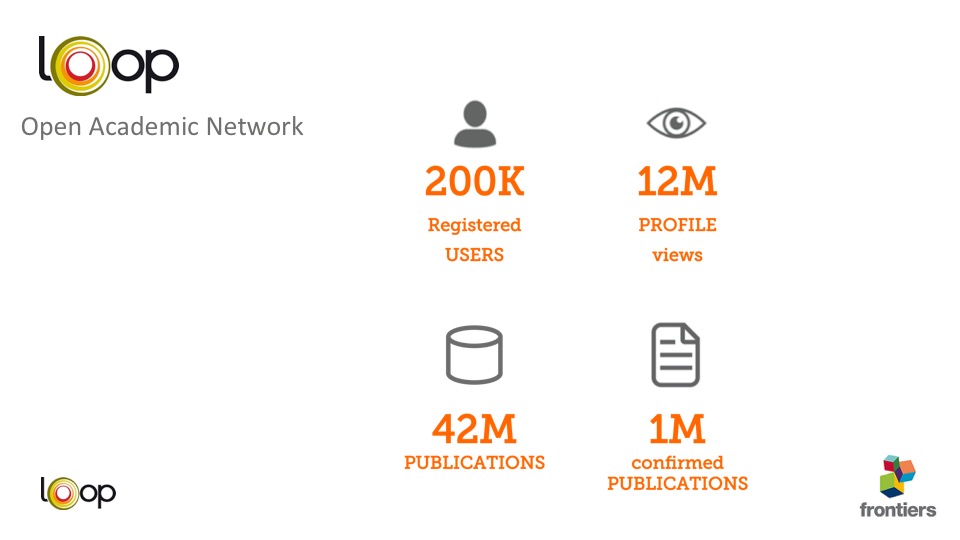 loop
Open Academic Network
200K
Registered
USERS
12M
PROFILE
views
42M
PUBLICATIONS
1M
confirmed
PUBLICATIONS
loop
frontiers